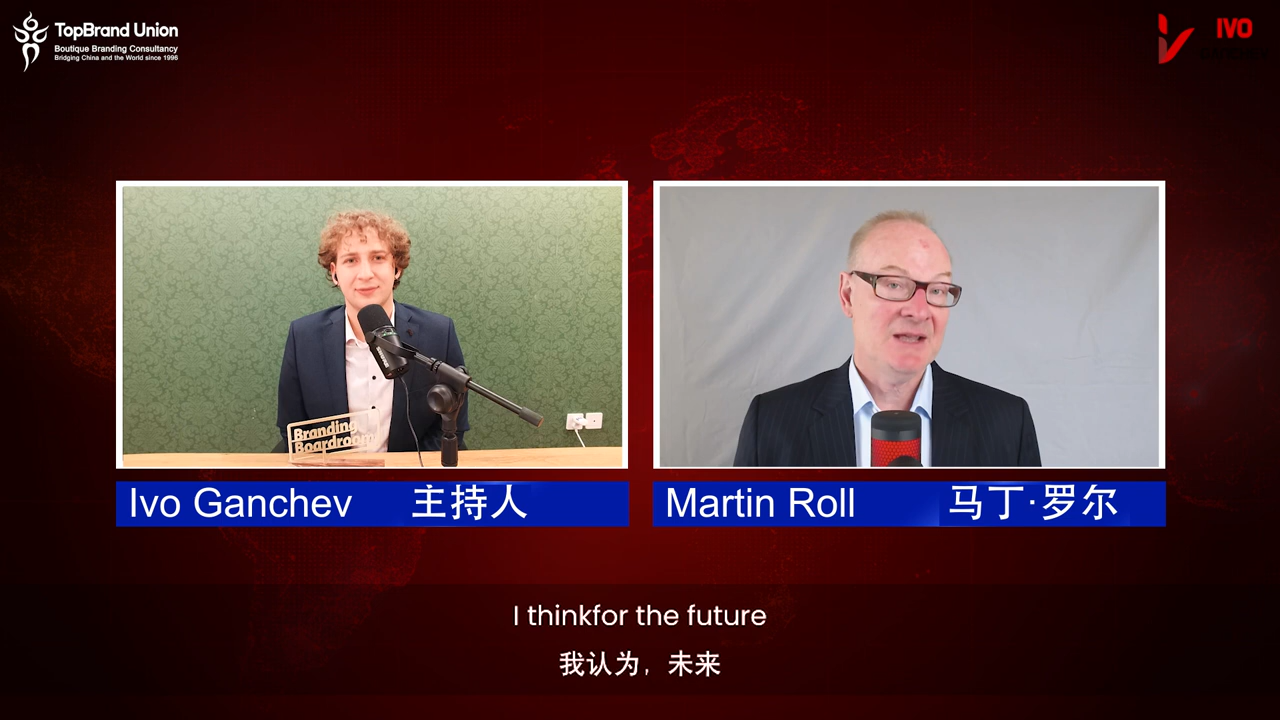 TopBrand Union
Boutique Branding Consultancy
Bridging China and the World since 1996
IVO
Branding
Boardroom
Ivo Ganchev 主持人
Martin Roll 马丁·罗尔
I thinkfor the future
我认为，未来